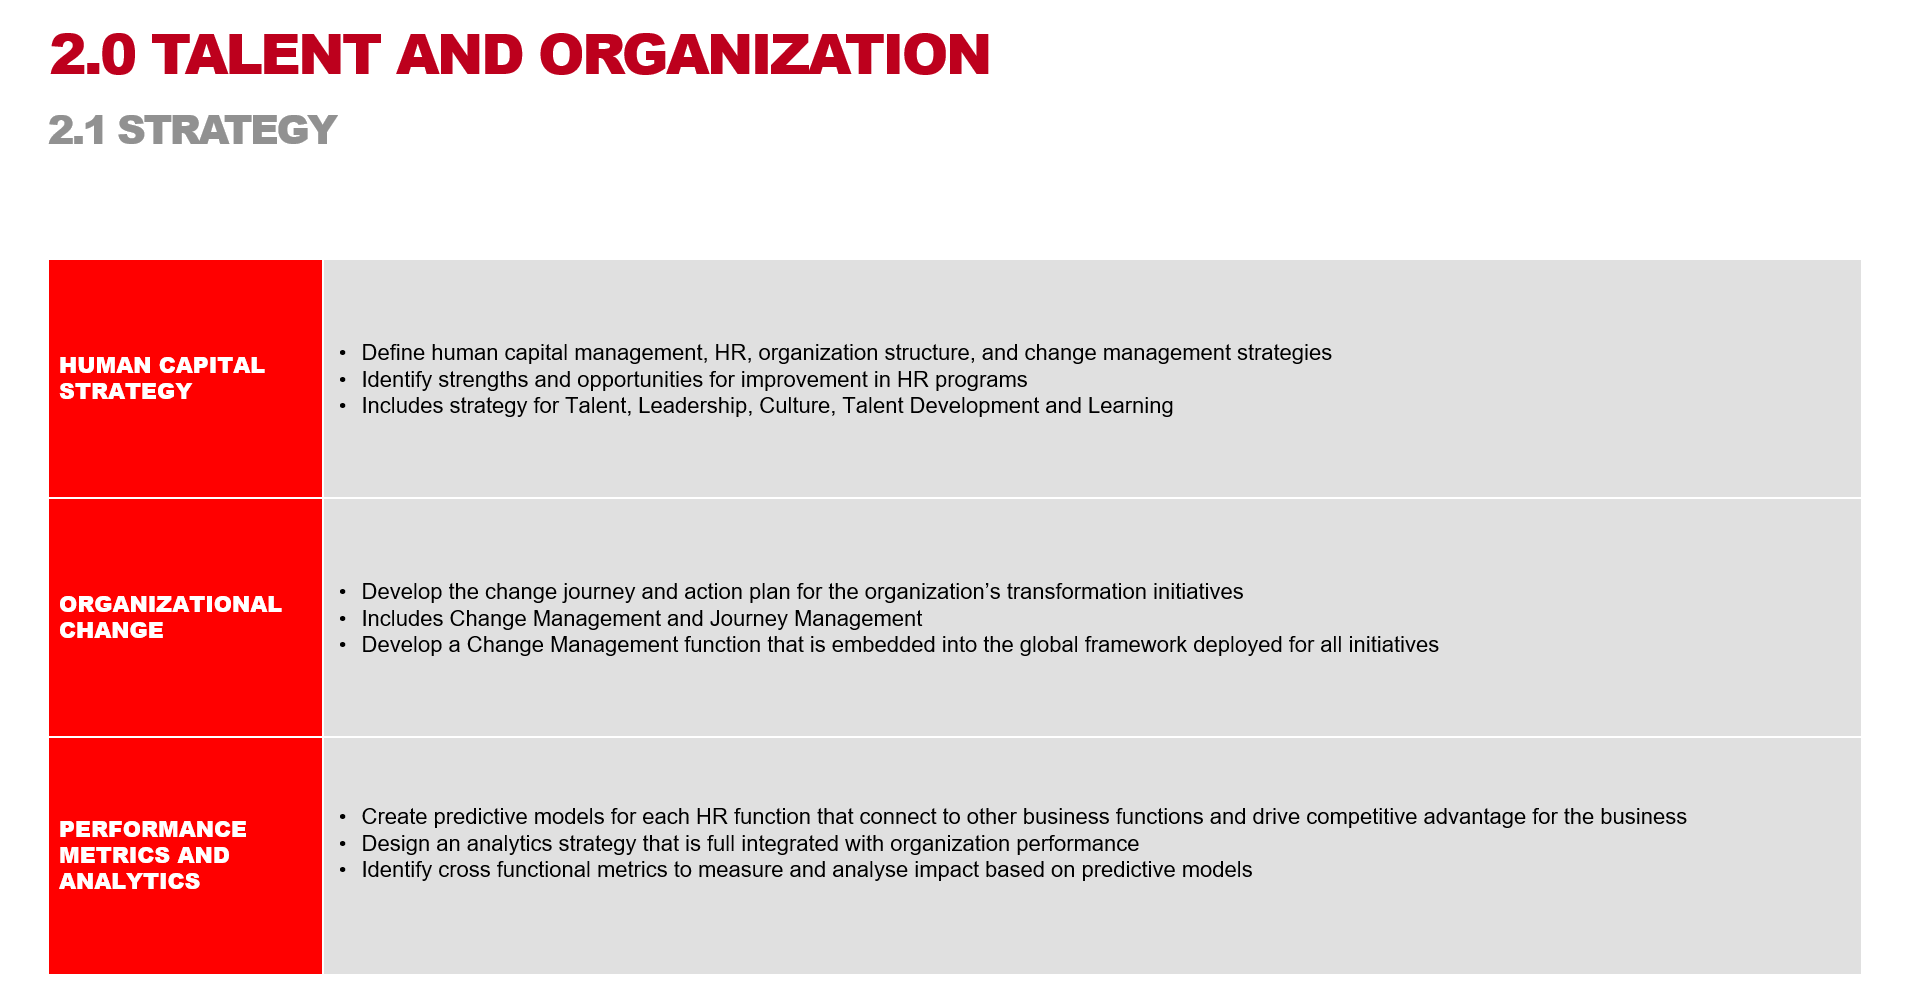 2.0 TALENT AND ORGANIZATION
2.1 STRATEGY
HUMAN CAPITAL
STRATEGY
• Define human capital management, HR, organization structure, and change management strategies
• Identify strengths and opportunities for improvement in HR programs
• Includes strategy for Talent, Leadership, Culture, Talent Development and Learning
ORGANIZATIONAL
CHANGE
• Develop the change journey and action plan for the organization’s transformation initiatives
• Includes Change Management and Journey Management
• Develop a Change Management function that is embedded into the global framework deployed for all initiatives
PERFORMANCE
METRICS AND
ANALYTICS
• Create predictive models for each HR function that connect to other business functions and drive competitive advantage for the business
• Design an analytics strategy that is full integrated with organization performance
• Identify cross functional metrics to measure and analyse impact based on predictive models